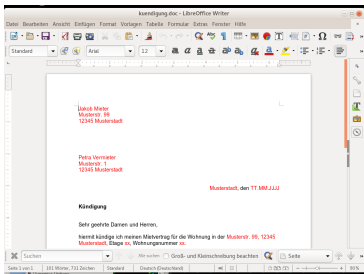 kuendigung.doc - LibreOffice Writer
Datei Bearbeiten Ansicht Einfügen Format Vorlagen Tabelle Formular Extras Fenster Hilfe
Standard Arial 12
Jakob Mieter
Musterstr. 99
12345 Musterstadt
Petra Vermieter
Musterstr. 1
12345 Musterstadt
Musterstadt, den TT.MM.JJJJ
Kündigung
Sehr geehrte Damen und Herren,
hiermit kündige ich meinen Mietvertrag für die Wohnung in der Musterstr. 99, 12345
Musterstadt, Etage xx, Wohnungsnummer xx.
Suchen Alle suchen Groß- und Kleinschreibung beachten Seite
Seite 1 von 1 101 Wörter, 731 Zeichen Standard Deutsch (Deutschland)